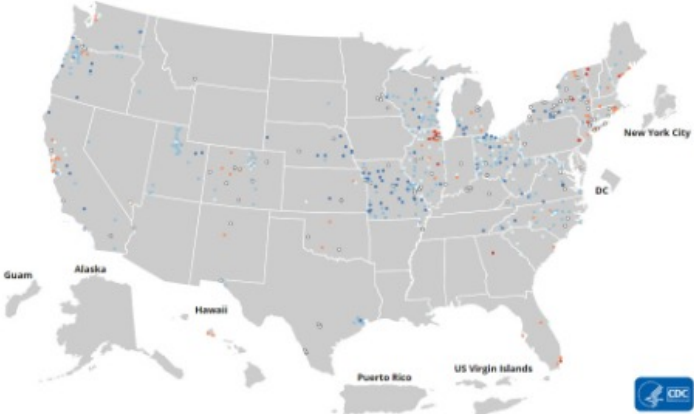 New York City
DC
Guam
Alaska
Hawaii
Puerto Rico
US Virgin Islands
CDC